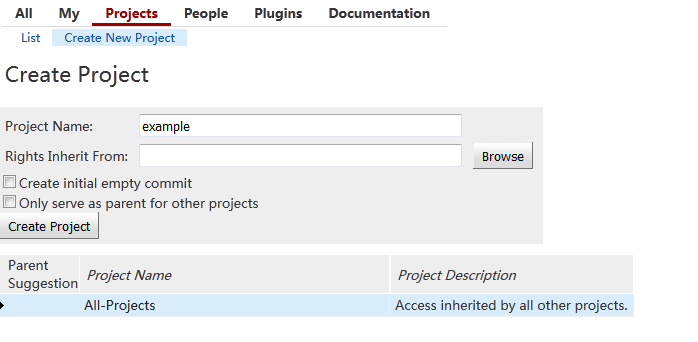 All My Projects People Plugins Documentation
List Create New Project
Create Project
Project Name: example
Rights Inherit From: Browse
Create initial empty commit
Only serve as parent for other projects
Create Project
Parent Suggestion Project Name Project Description
All-Projects Access inherited by all other projects.